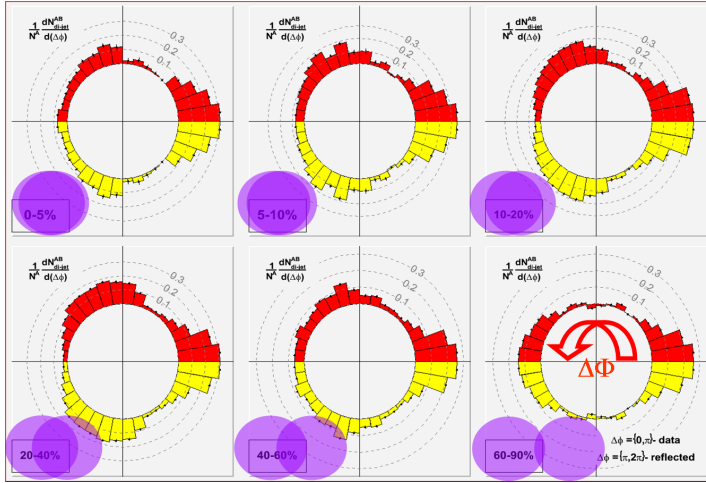 1/N^A dN^AB_di-jet/d(Δϕ)
0.3
0.2
0.1
0-5%
1/N^A dN^AB_di-jet/d(Δϕ)
0.3
0.2
0.1
5-10%
1/N^A dN^AB_di-jet/d(Δϕ)
0.3
0.2
0.1
10-20%
1/N^A dN^AB_di-jet/d(Δϕ)
0.3
0.2
0.1
20-40%
1/N^A dN^AB_di-jet/d(Δϕ)
0.3
0.2
0.1
40-60%
1/N^A dN^AB_di-jet/d(Δϕ)
0.3
0.2
0.1
ΔΦ
60-90%
Δϕ ={0,π}- data
Δϕ ={π,2π}- reflected